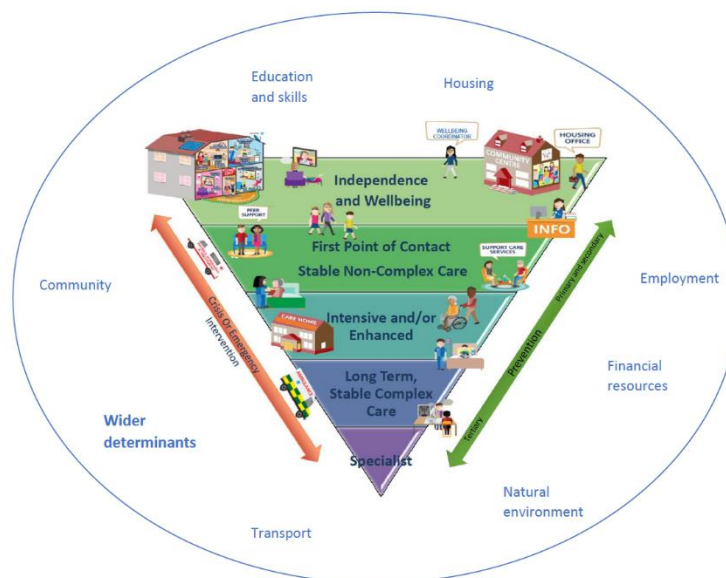 Education
and skills
Housing
WELLBEING
COORDINATOR
COMMUNITY
CENTRE
HOUSING
OFFICE
Independence
and Wellbeing
PEER
SUPPORT
INFO
First Point of Contact
Stable Non-Complex Care
SUPPORT CARE
SERVICES
Community
Employment
Crisis Or Emergency
Intervention
CARE HOME
Intensive and/or
Enhanced
Primary and secondary
Prevention
Tertiary
Financial
resources
Long Term,
Stable Complex
Care
Wider
determinants
Specialist
Natural
environment
Transport